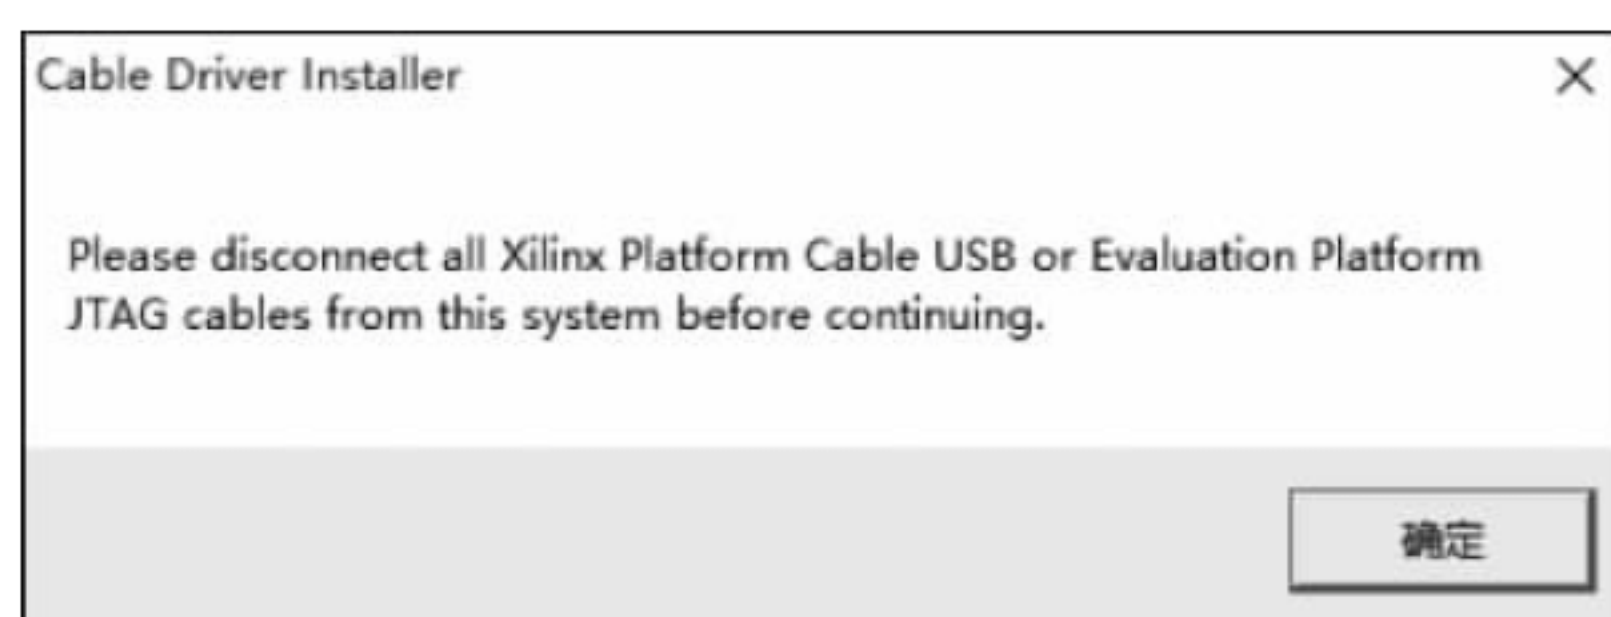 Cable Driver Installer
Please disconnect all Xilinx Platform Cable USB or Evaluation Platform
JTAG cables from this system before continuing.
确定